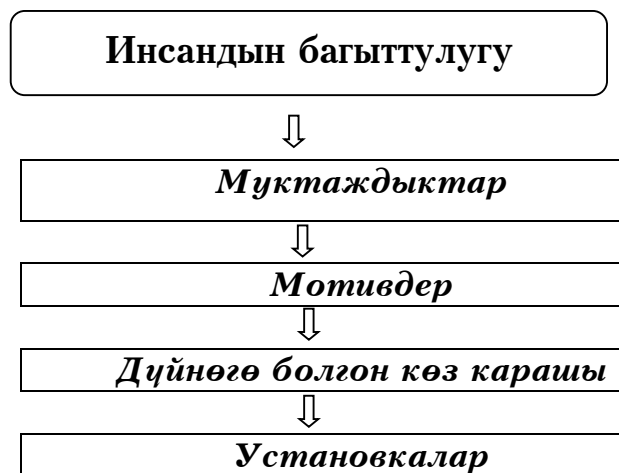 Инсандын багыттулугу
Муктаждыктар
Мотивдер
Дүйнөгө болгон көз карашы
Установкалар